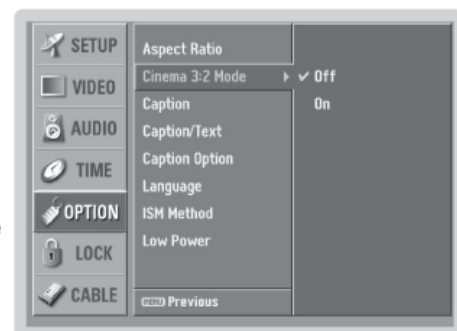 SETUP
VIDEO
AUDIO
TIME
OPTION
LOCK
CABLE
Aspect Ratio
Cinema 3:2 Mode
Caption
Caption/Text
Caption Option
Language
ISM Method
Low Power
MENU Previous
Off
On